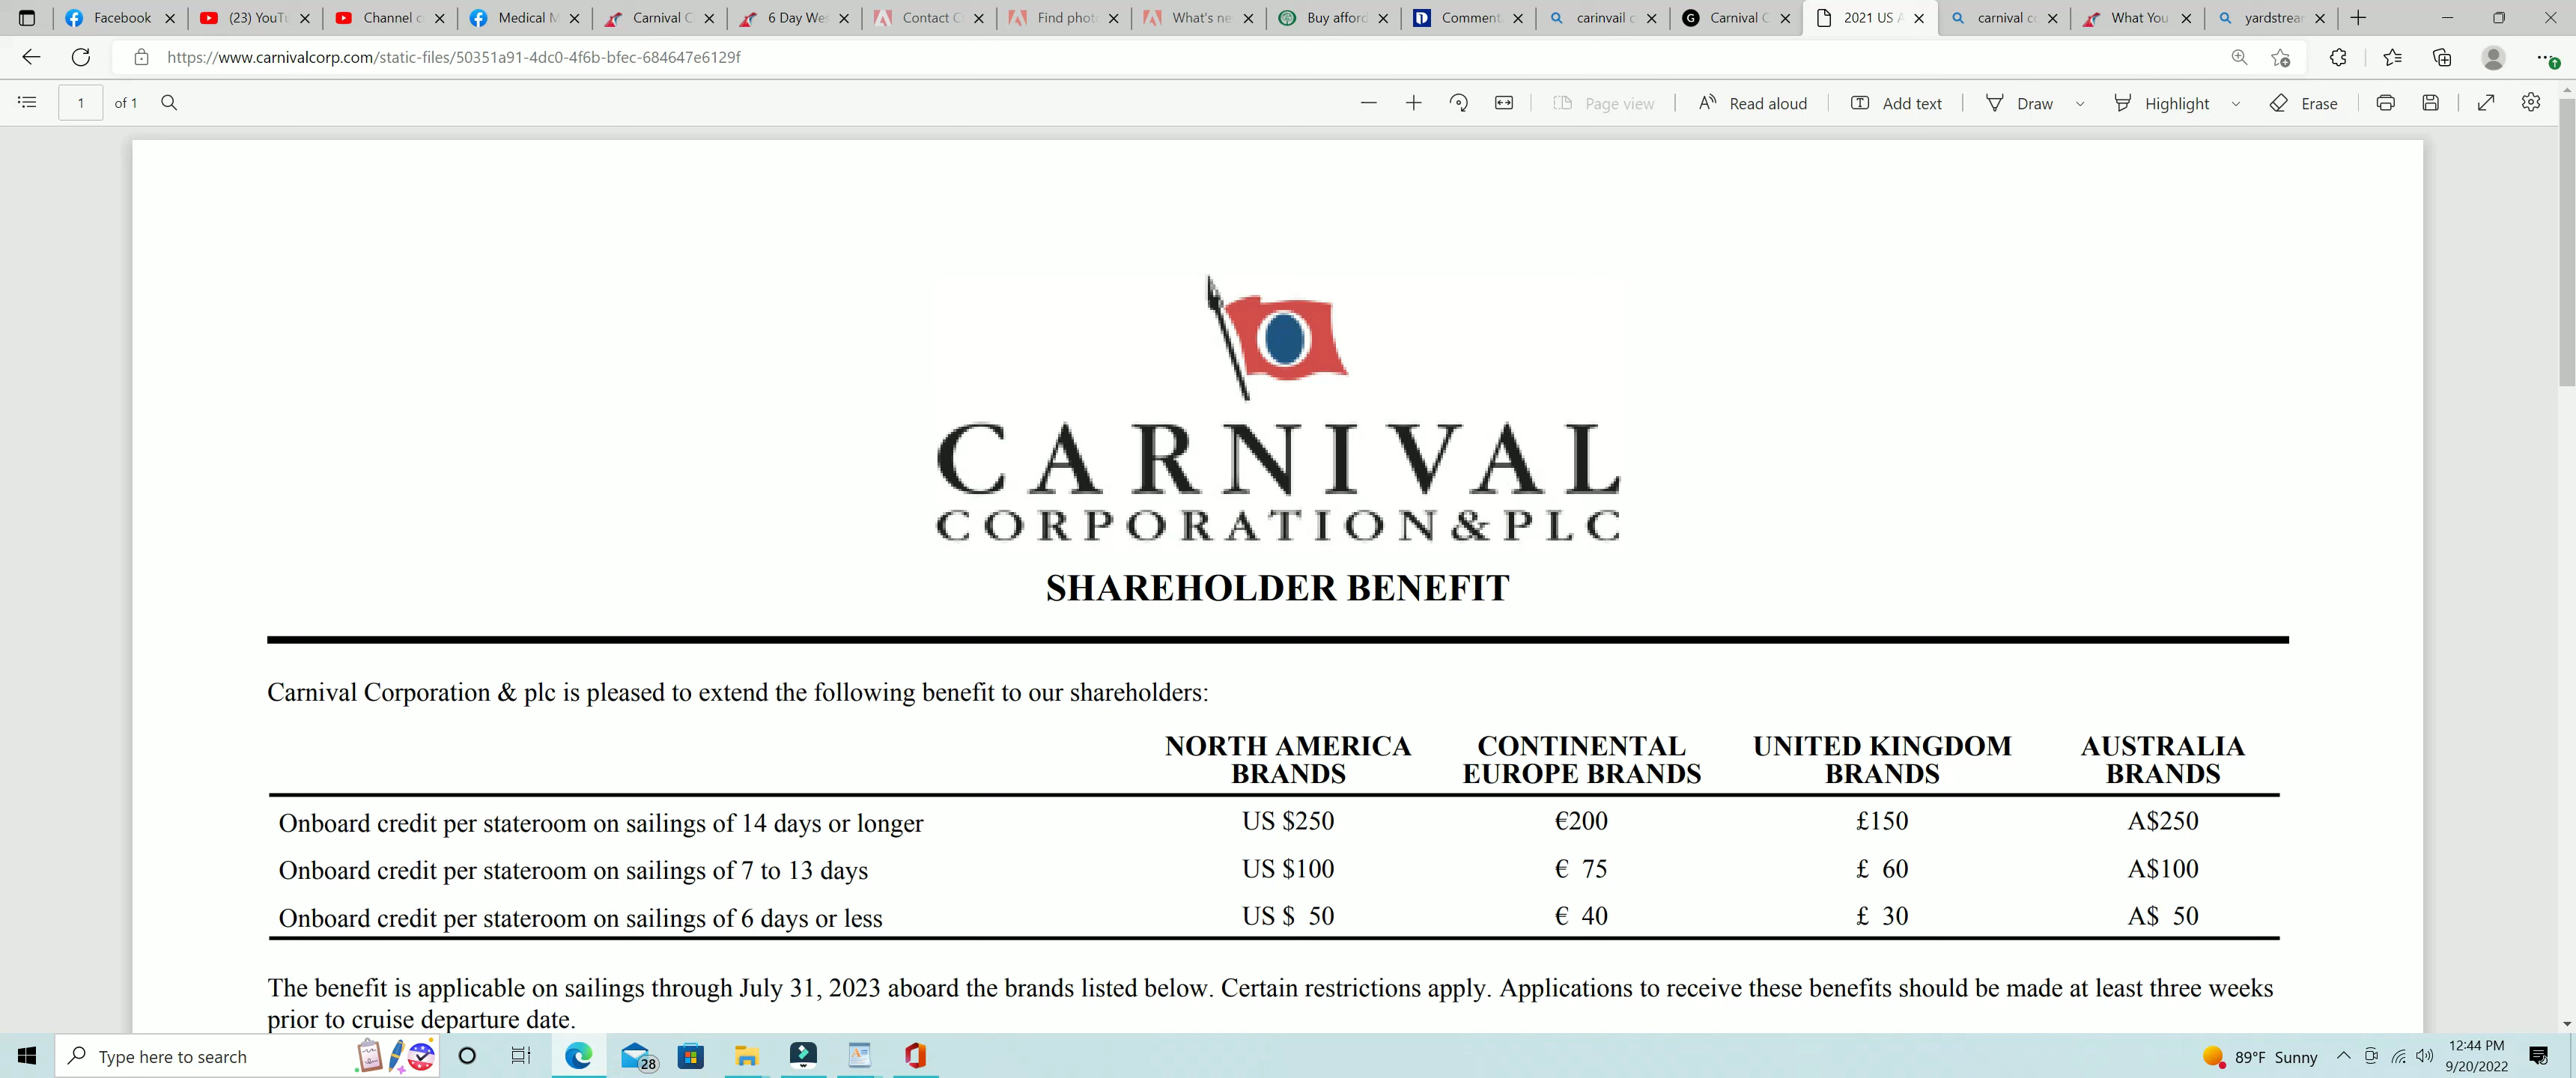 Facebook
(23) YouTu
Channel c
Medical M
Carnival C
6 Day Wes
Contact C
Find phot
What's ne
Buy afford
Comment
carinvail c
Carnival C
2021 US A
carnival co
What You
yardstrear
https://www.carnivalcorp.com/static-files/50351a91-4dc0-4f6b-bfec-684647e6129f
1 of 1
Page view
Read aloud
Add text
Draw
Highlight
Erase
CARNIVAL
CORPORATION&PLC
SHAREHOLDER BENEFIT
Carnival Corporation & plc is pleased to extend the following benefit to our shareholders:
NORTH AMERICA BRANDS
CONTINENTAL EUROPE BRANDS
UNITED KINGDOM BRANDS
AUSTRALIA BRANDS
Onboard credit per stateroom on sailings of 14 days or longer US $250 €200 £150 A$250
Onboard credit per stateroom on sailings of 7 to 13 days US $100 € 75 £ 60 A$100
Onboard credit per stateroom on sailings of 6 days or less US $ 50 € 40 £ 30 A$ 50
The benefit is applicable on sailings through July 31, 2023 aboard the brands listed below. Certain restrictions apply. Applications to receive these benefits should be made at least three weeks
prior to cruise departure date.
Type here to search
28
89°F Sunny
12:44 PM
9/20/2022